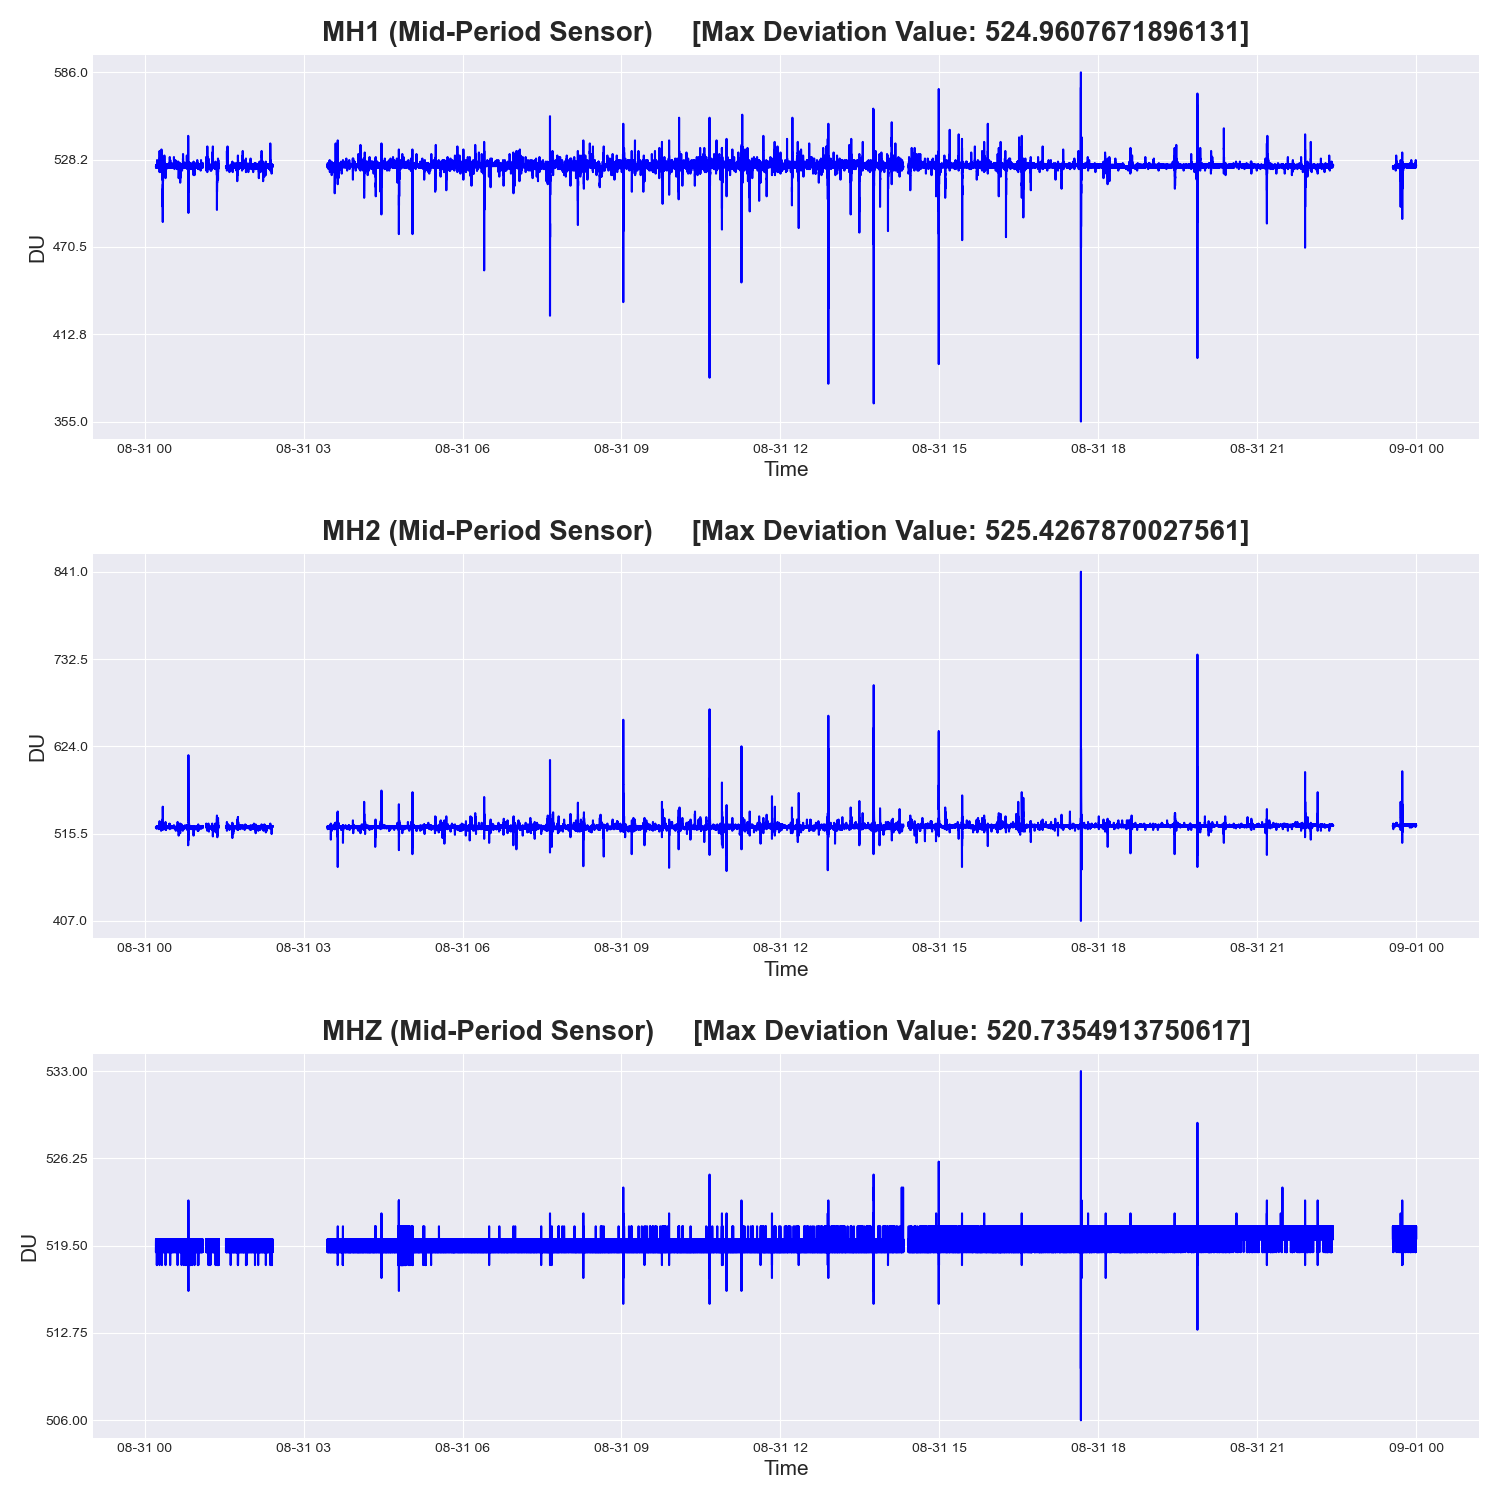 MH1 (Mid-Period Sensor) [Max Deviation Value: 524.9607671896131]
586.0
528.2
470.5
412.8
355.0
DU
08-31 00 08-31 03 08-31 06 08-31 09 08-31 12 08-31 15 08-31 18 08-31 21 09-01 00
Time
MH2 (Mid-Period Sensor) [Max Deviation Value: 525.4267870027561]
841.0
732.5
624.0
515.5
407.0
DU
08-31 00 08-31 03 08-31 06 08-31 09 08-31 12 08-31 15 08-31 18 08-31 21 09-01 00
Time
MHZ (Mid-Period Sensor) [Max Deviation Value: 520.7354913750617]
533.00
526.25
519.50
512.75
506.00
DU
08-31 00 08-31 03 08-31 06 08-31 09 08-31 12 08-31 15 08-31 18 08-31 21 09-01 00
Time